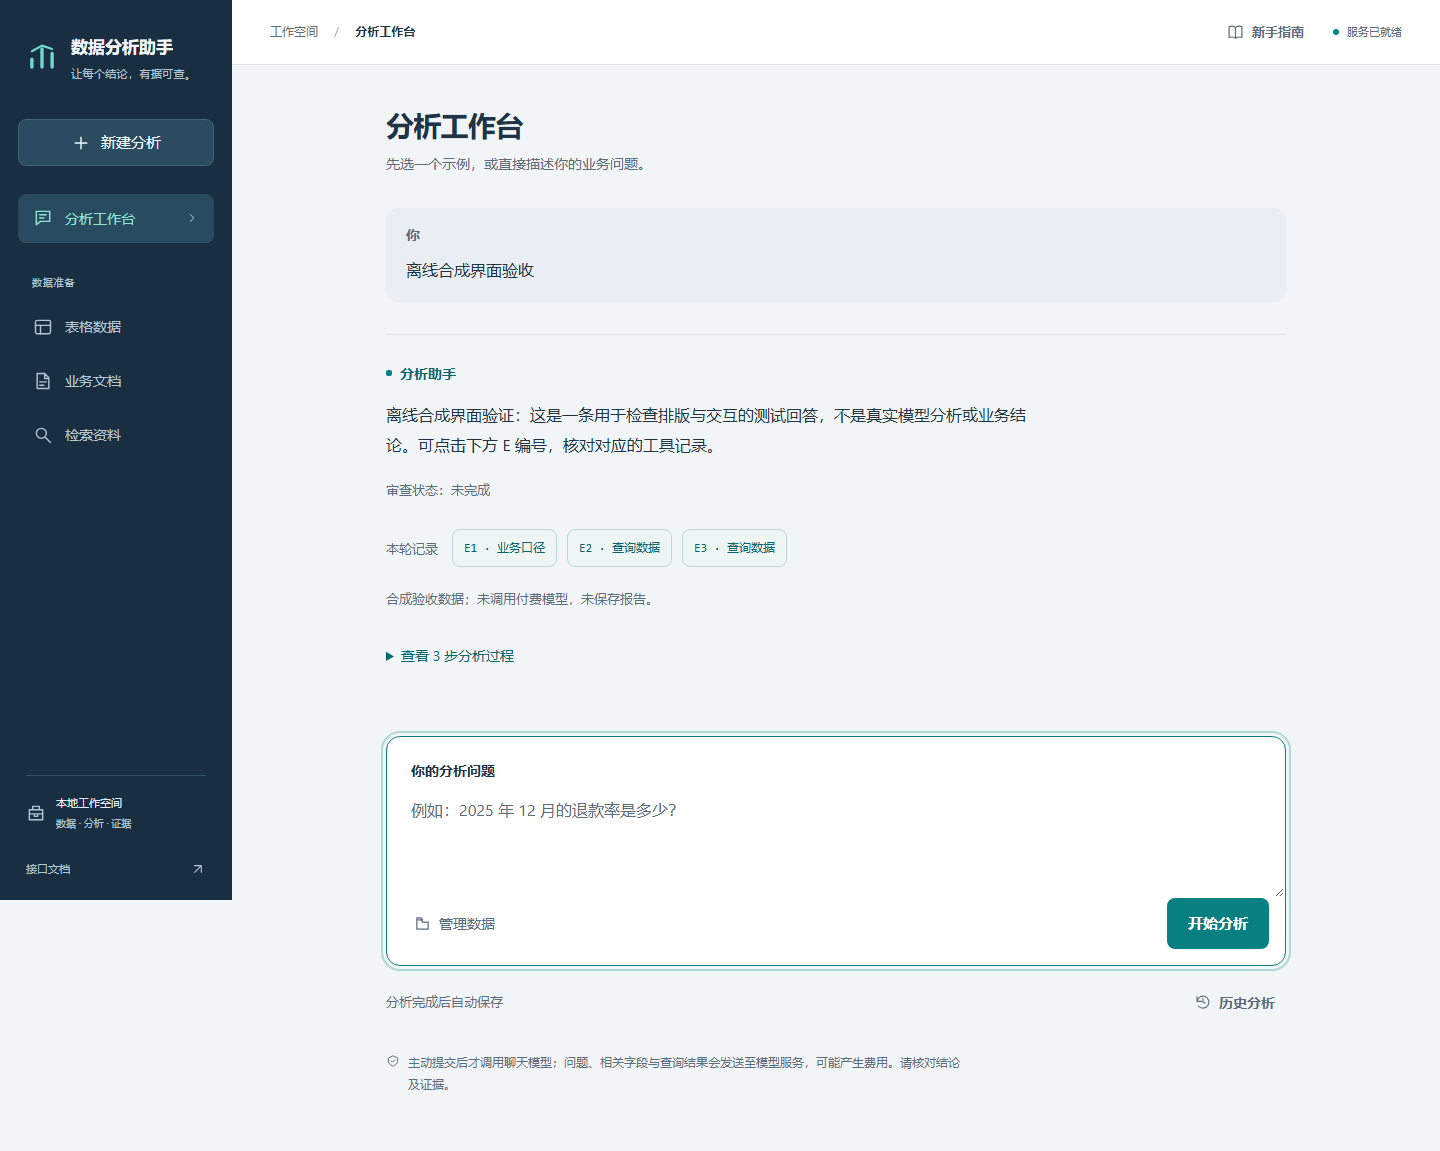 数据分析助手
让每个结论，有据可查。
新建分析
分析工作台
数据准备
表格数据
业务文档
检索资料
本地工作空间
数据 · 分析 · 证据
接口文档
工作空间 / 分析工作台
新手指南
服务已就绪
分析工作台
先选一个示例，或直接描述你的业务问题。
你
离线合成界面验收
分析助手
离线合成界面验证：这是一条用于检查排版与交互的测试回答，不是真实模型分析或业务结
论。可点击下方 E 编号，核对对应的工具记录。
审查状态：未完成
本轮记录
E1 · 业务口径
E2 · 查询数据
E3 · 查询数据
合成验收数据；未调用付费模型，未保存报告。
查看 3 步分析过程
你的分析问题
例如：2025 年 12 月的退款率是多少？
管理数据
开始分析
分析完成后自动保存
历史分析
主动提交后才调用聊天模型；问题、相关字段与查询结果会发送至模型服务，可能产生费用。请核对结论
及证据。